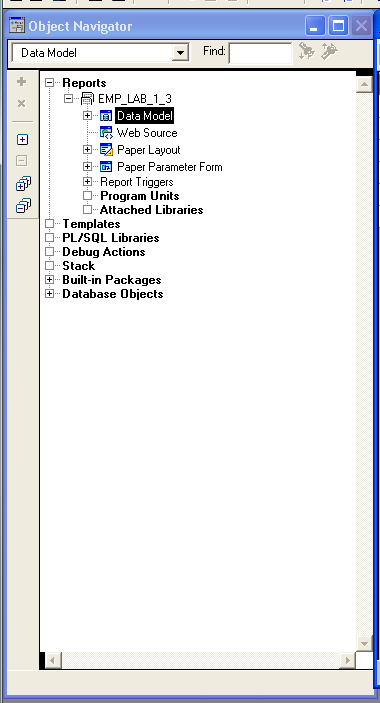 Object Navigator
Data Model Find:
Reports
EMP_LAB_1_3
Data Model
Web Source
Paper Layout
Paper Parameter Form
Report Triggers
Program Units
Attached Libraries
Templates
PL/SQL Libraries
Debug Actions
Stack
Built-in Packages
Database Objects